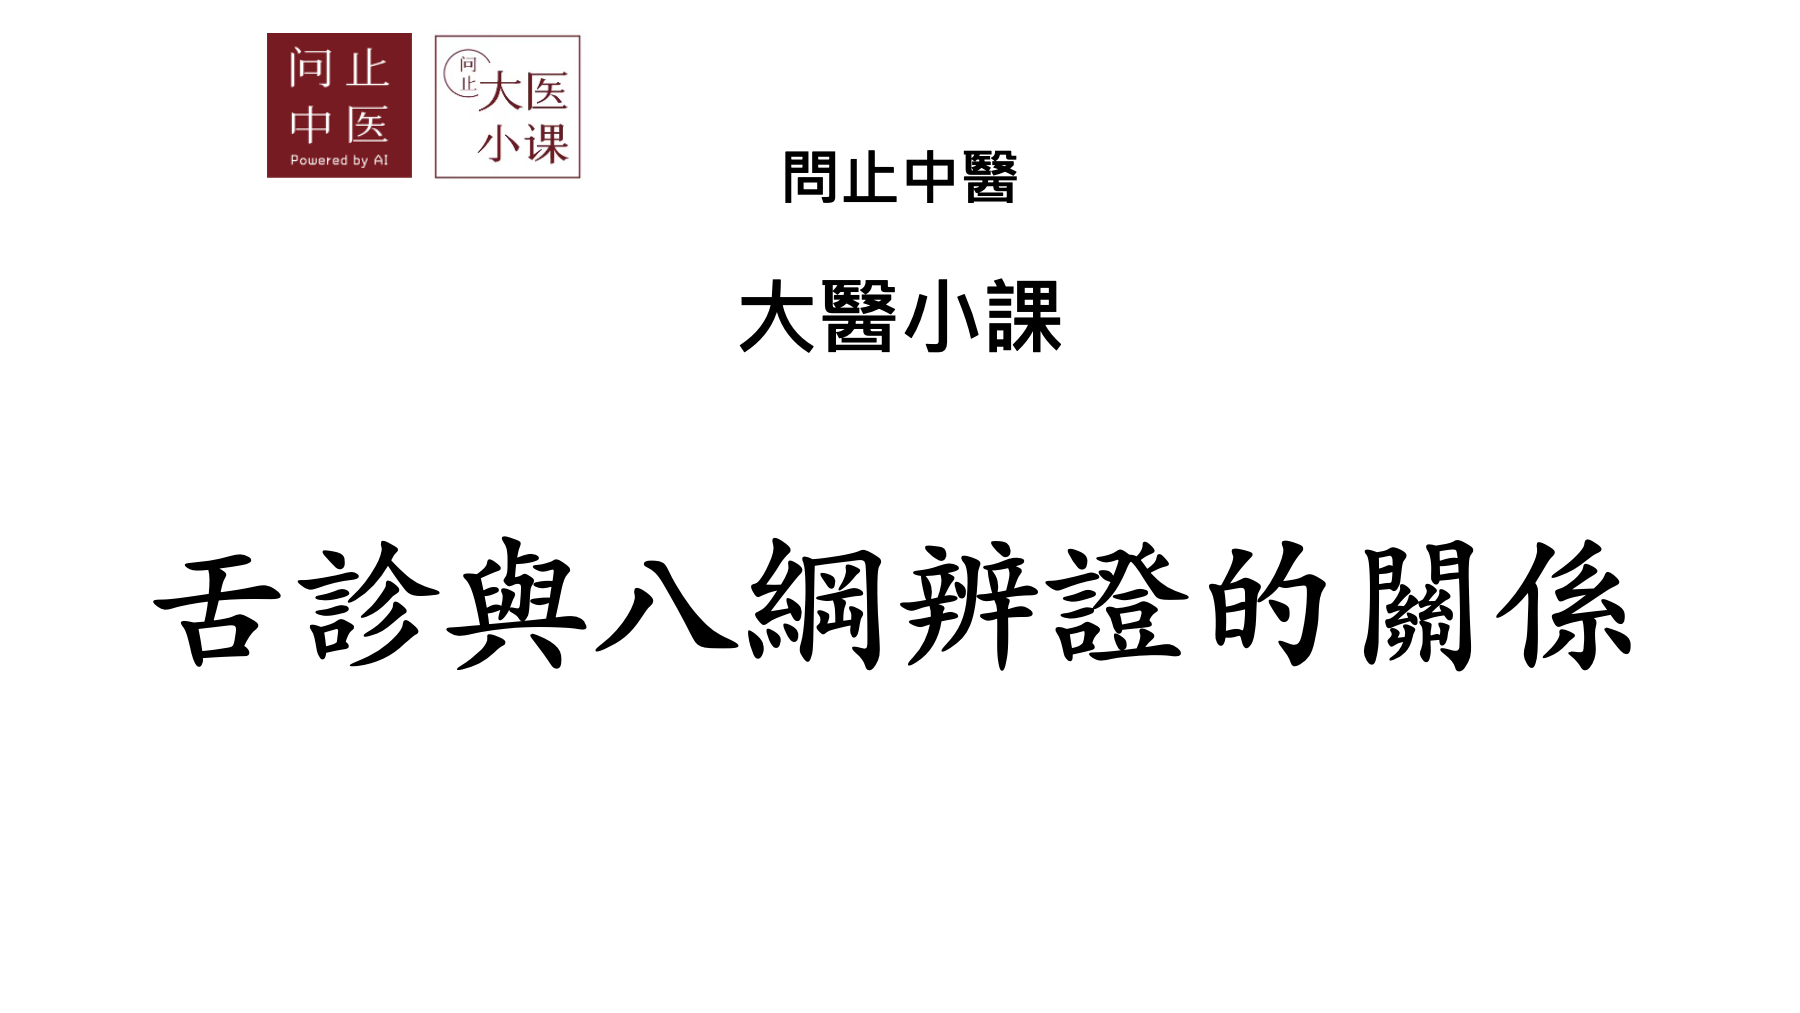 问止
中医
Powered by AI
问
止
大医
小课
問止中醫
大醫小課
舌診與八綱辨證的關係